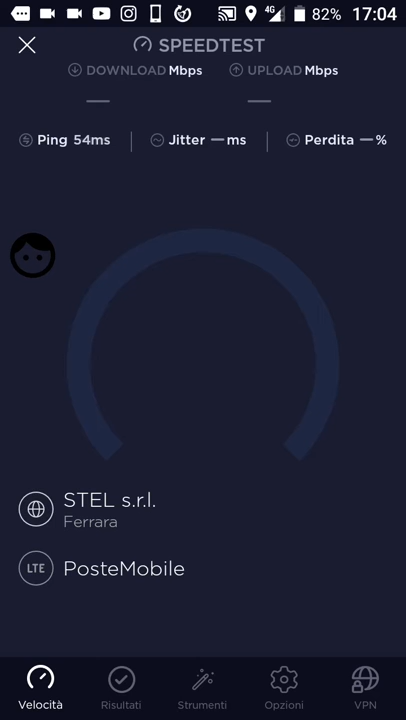 4G 82% 17:04
SPEEDTEST
DOWNLOAD Mbps UPLOAD Mbps
— —
Ping 54ms Jitter — ms Perdita — %
STEL s.r.l.
Ferrara
LTE PosteMobile
Velocità Risultati Strumenti Opzioni VPN